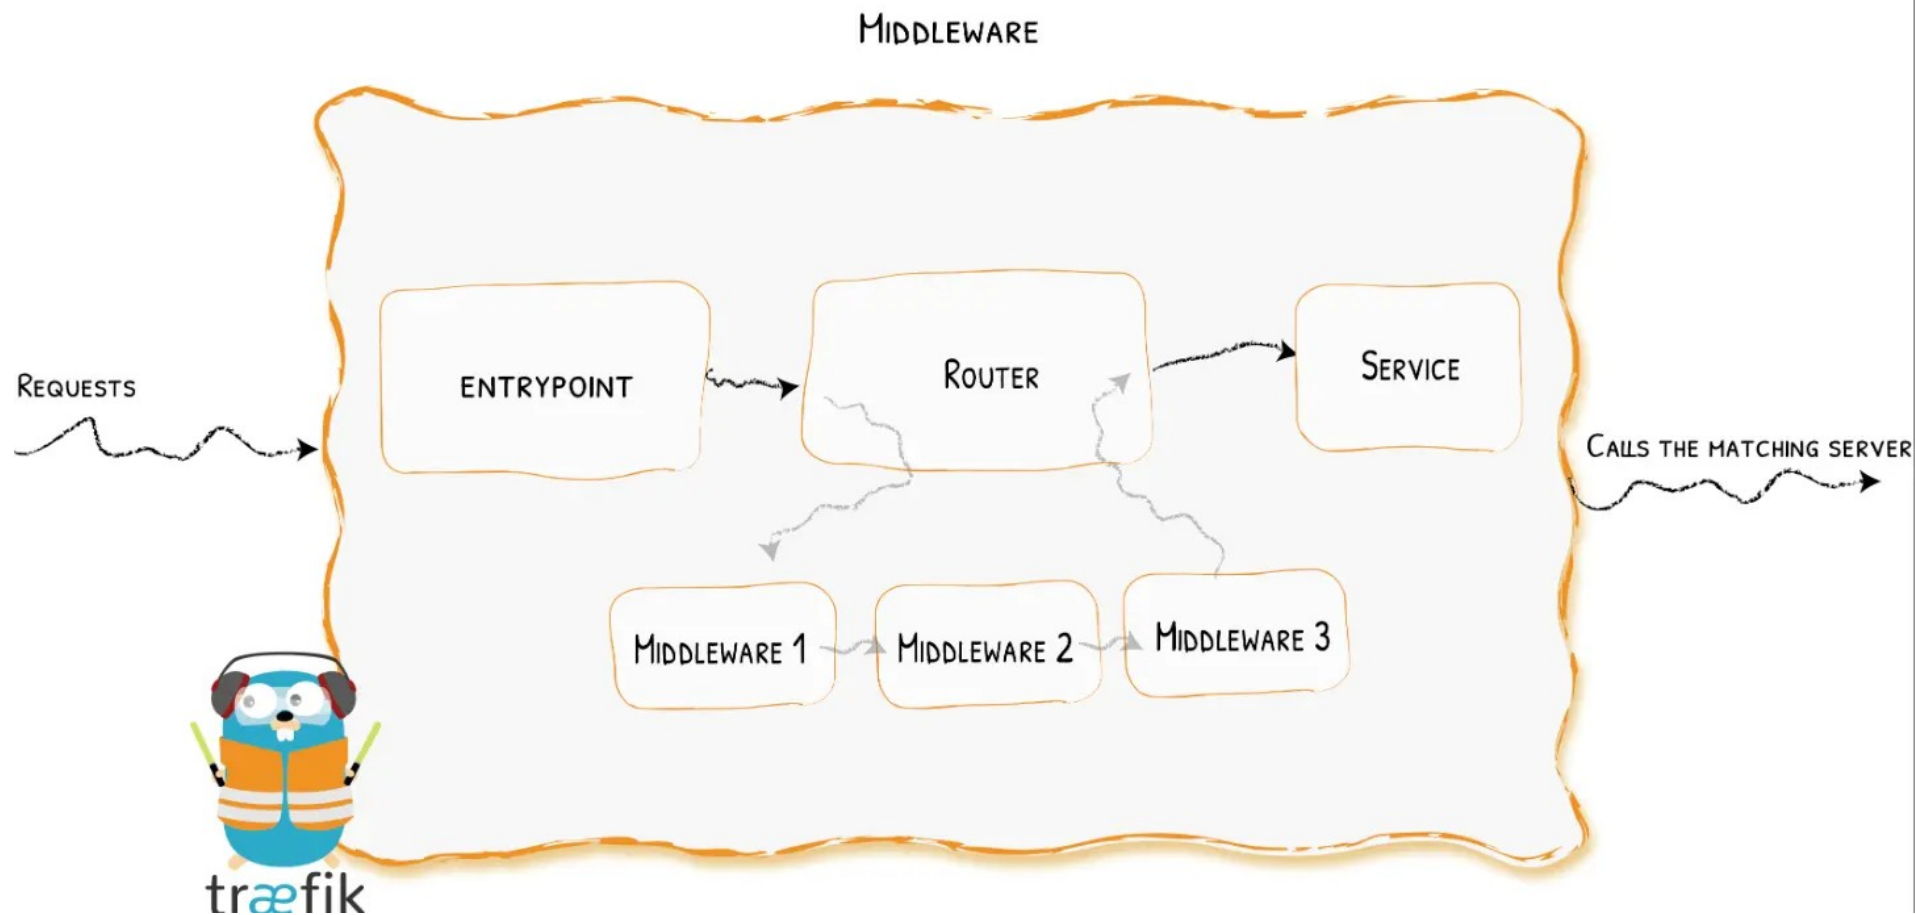 MIDDLEWARE
REQUESTS
ENTRYPOINT
ROUTER
SERVICE
CALLS THE MATCHING SERVER
MIDDLEWARE 1
MIDDLEWARE 2
MIDDLEWARE 3
træfik